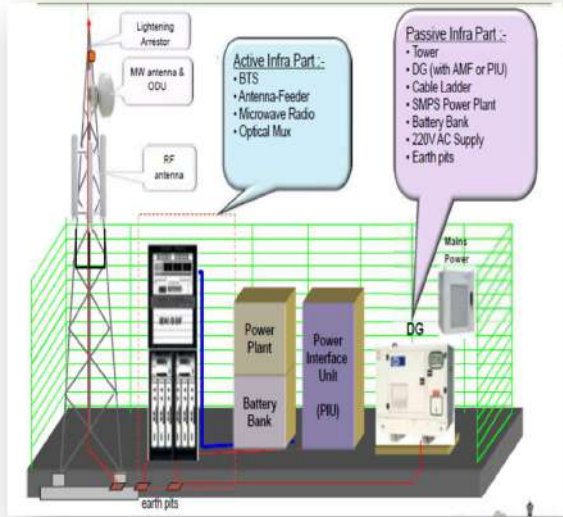 Lightening
Arrestor
MW antenna &
ODU
RF
antenna
Active Infra Part :-
• BTS
• Antenna-Feeder
• Microwave Radio
• Optical Mux
Passive Infra Part :-
• Tower
• DG (with AMF or PIU)
• Cable Ladder
• SMPS Power Plant
• Battery Bank
• 220V AC Supply
• Earth pits
Mains
Power
DG
Power
Plant
Battery
Bank
Power
Interface
Unit
(PIU)
earth pits